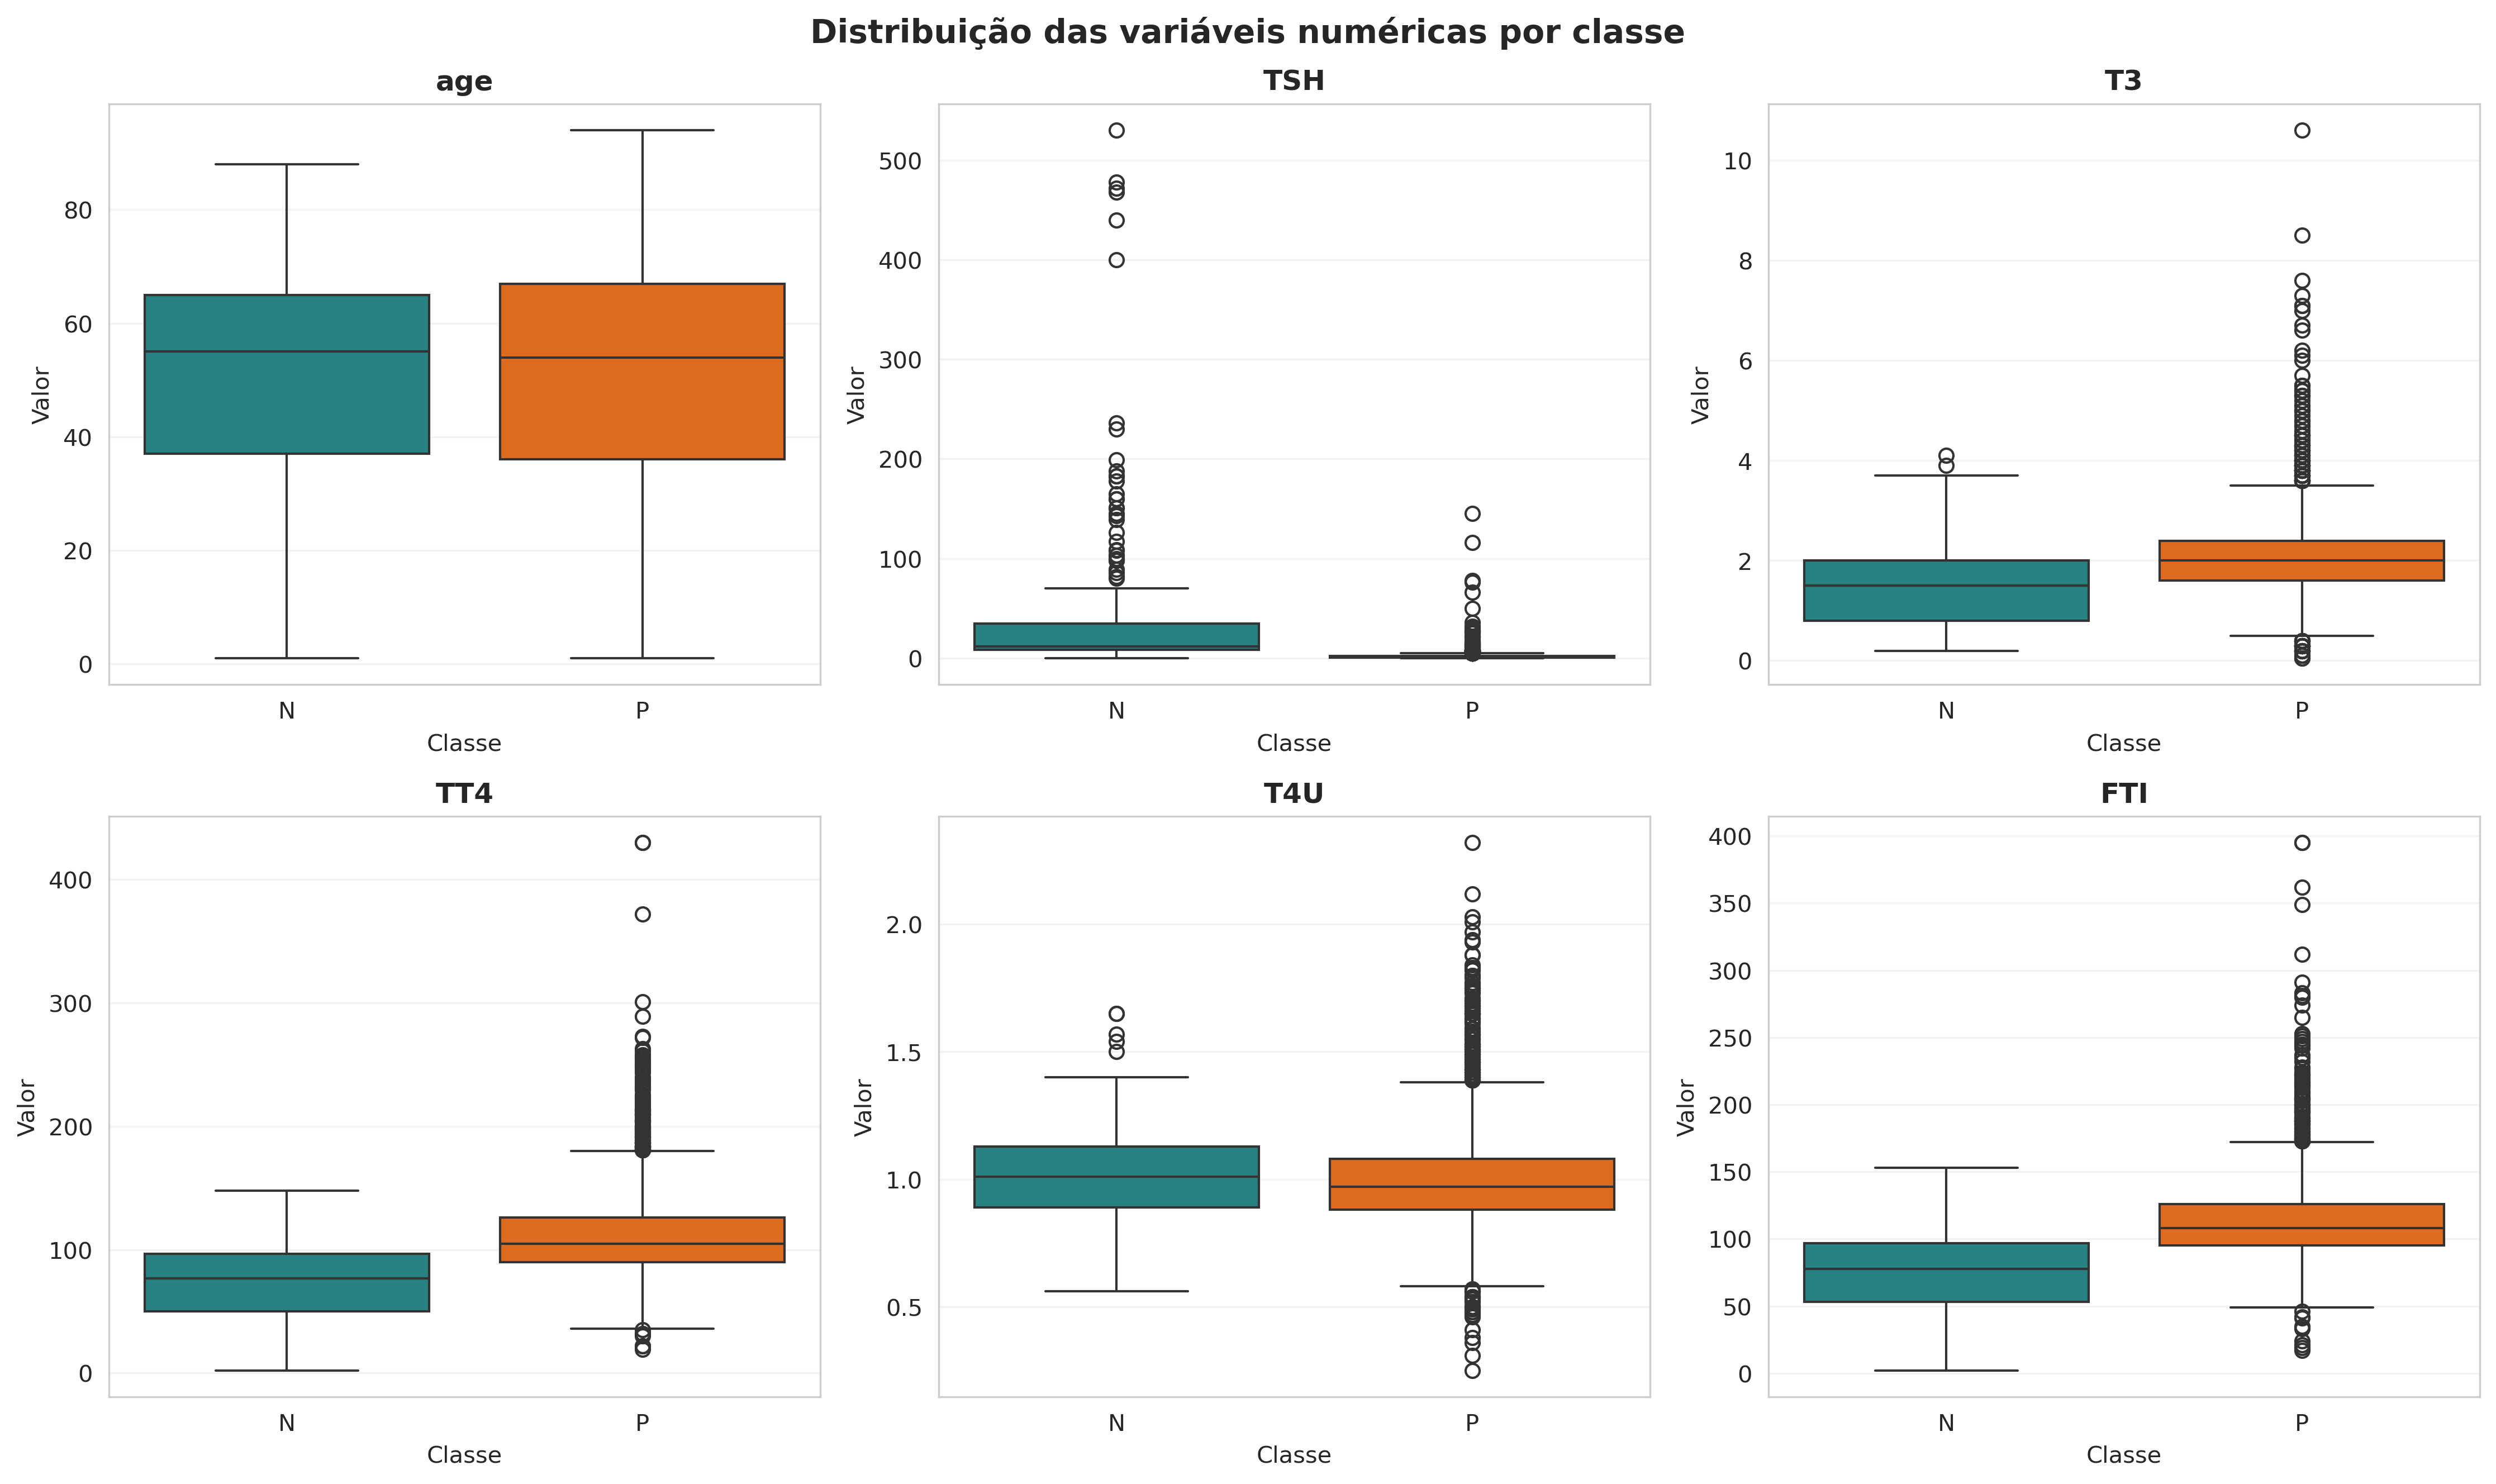 Distribuição das variáveis numéricas por classe
age
TSH
T3
Valor
80
60
40
20
0
N
P
Classe
Valor
500
400
300
200
100
0
N
P
Classe
Valor
10
8
6
4
2
0
N
P
Classe
TT4
T4U
FTI
Valor
400
300
200
100
0
N
P
Classe
Valor
2.0
1.5
1.0
0.5
N
P
Classe
Valor
400
350
300
250
200
150
100
50
0
N
P
Classe